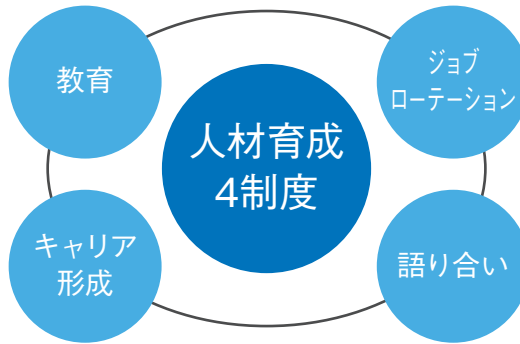 教育
ジョブ
ローテーション
人材育成
4制度
キャリア
形成
語り合い